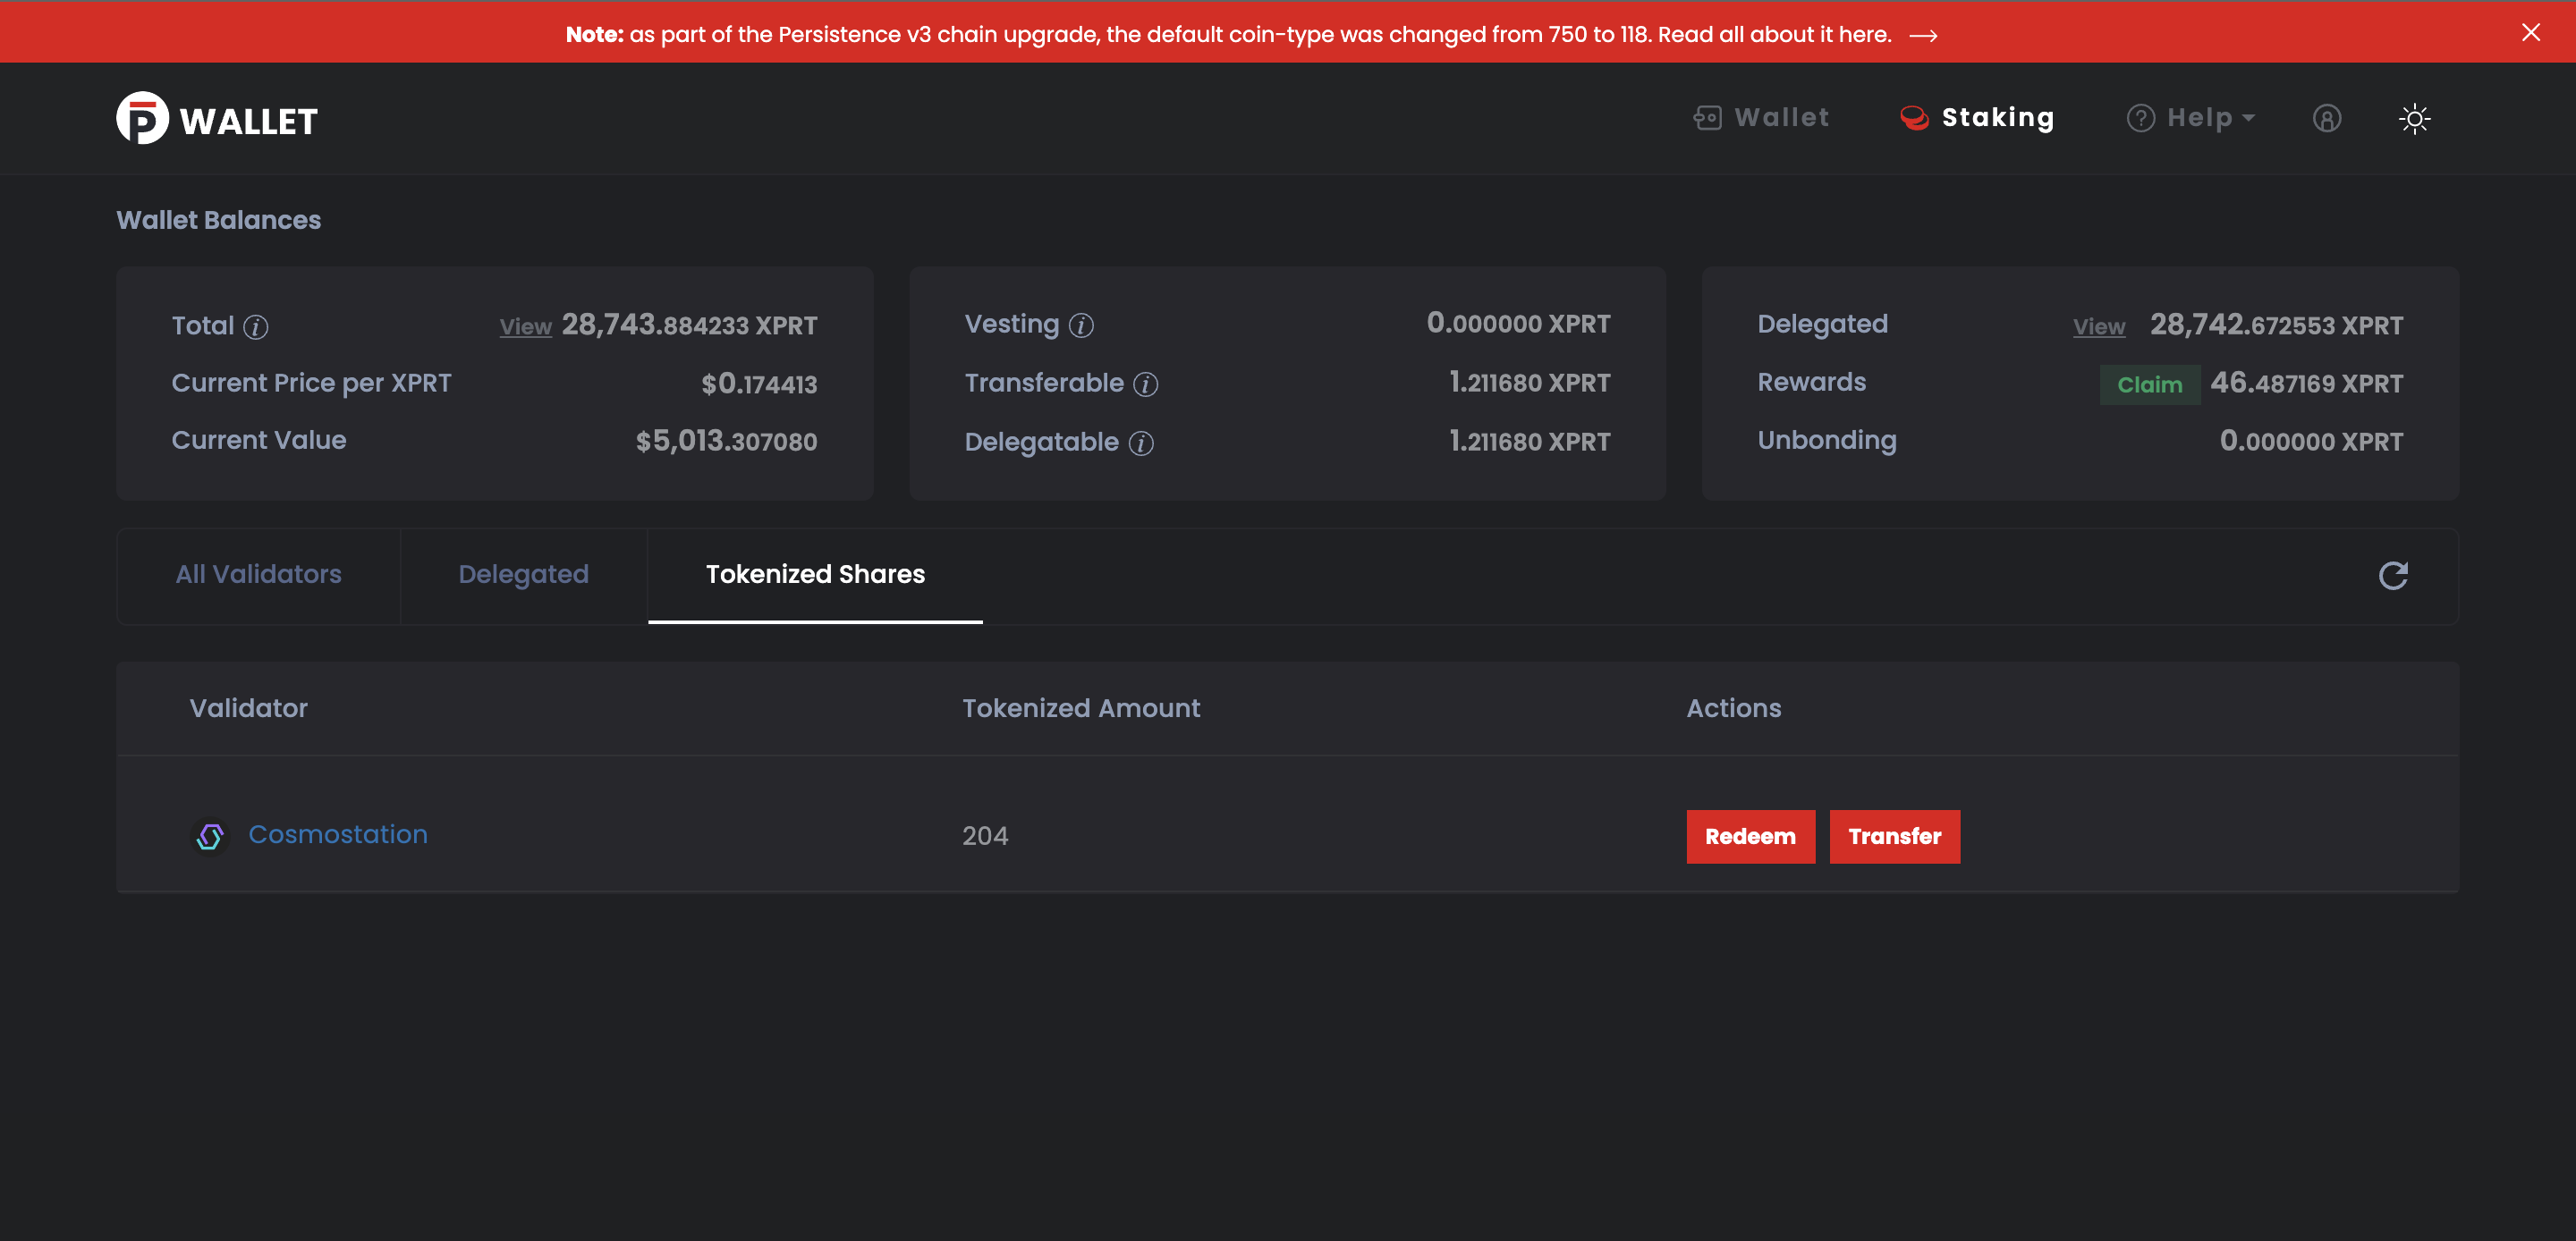 Note: as part of the Persistence v3 chain upgrade, the default coin-type was changed from 750 to 118. Read all about it here. →
WALLET
Wallet
Staking
Help
Wallet Balances
Total View 28,743.884233 XPRT
Current Price per XPRT $0.174413
Current Value $5,013.307080
Vesting 0.000000 XPRT
Transferable 1.211680 XPRT
Delegatable 1.211680 XPRT
Delegated View 28,742.672553 XPRT
Rewards Claim 46.487169 XPRT
Unbonding 0.000000 XPRT
All Validators
Delegated
Tokenized Shares
Validator Tokenized Amount Actions
Cosmostation 204 Redeem Transfer